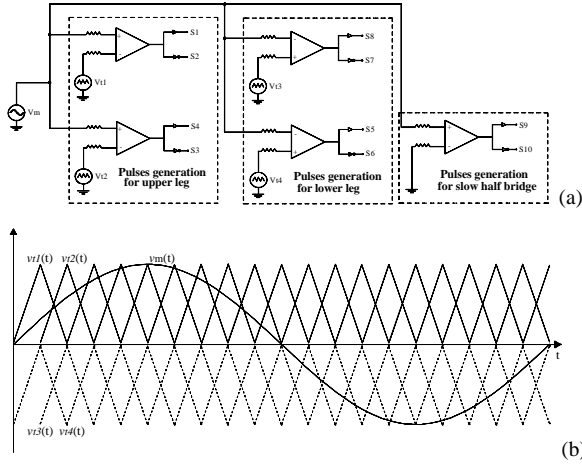 S1
S2
Vt1
S8
S7
Vt3
Vm
S4
S3
Vt2
S5
S6
Vt4
S9
S10
Pulses generation
for upper leg
Pulses generation
for lower leg
Pulses generation
for slow half bridge
(a)
vt1(t) vt2(t) vm(t)
t
vt3(t) vt4(t)
(b)